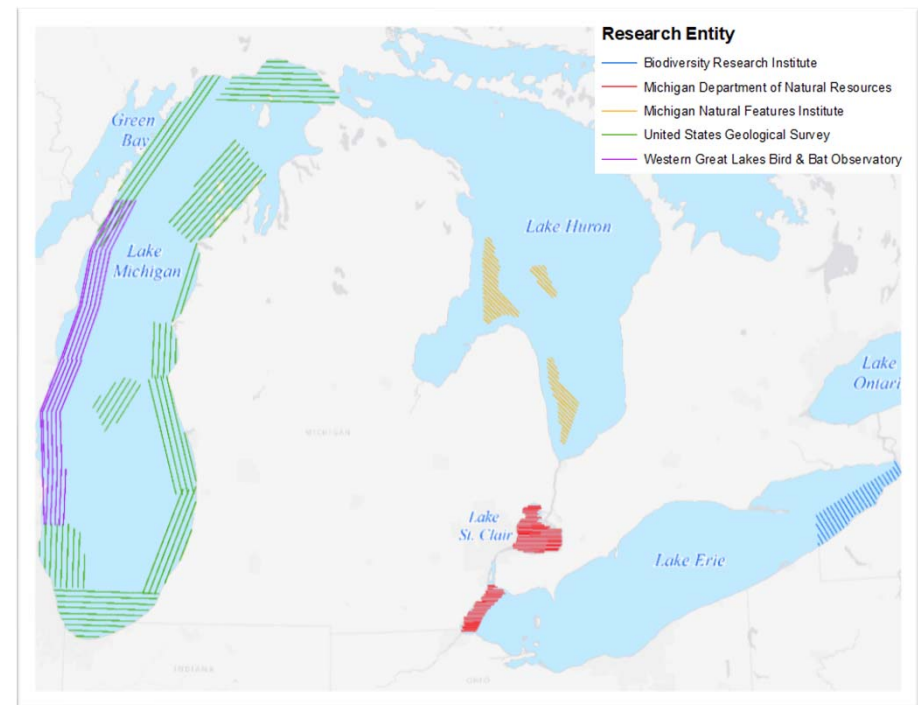 Research Entity
Biodiversity Research Institute
Michigan Department of Natural Resources
Michigan Natural Features Institute
United States Geological Survey
Western Great Lakes Bird & Bat Observatory
Green
Bay
Lake
Michigan
Lake Huron
Lake
Ontari
MICHIGAN
Lake
St. Clair
Lake Erie
INDIANA
OHIO